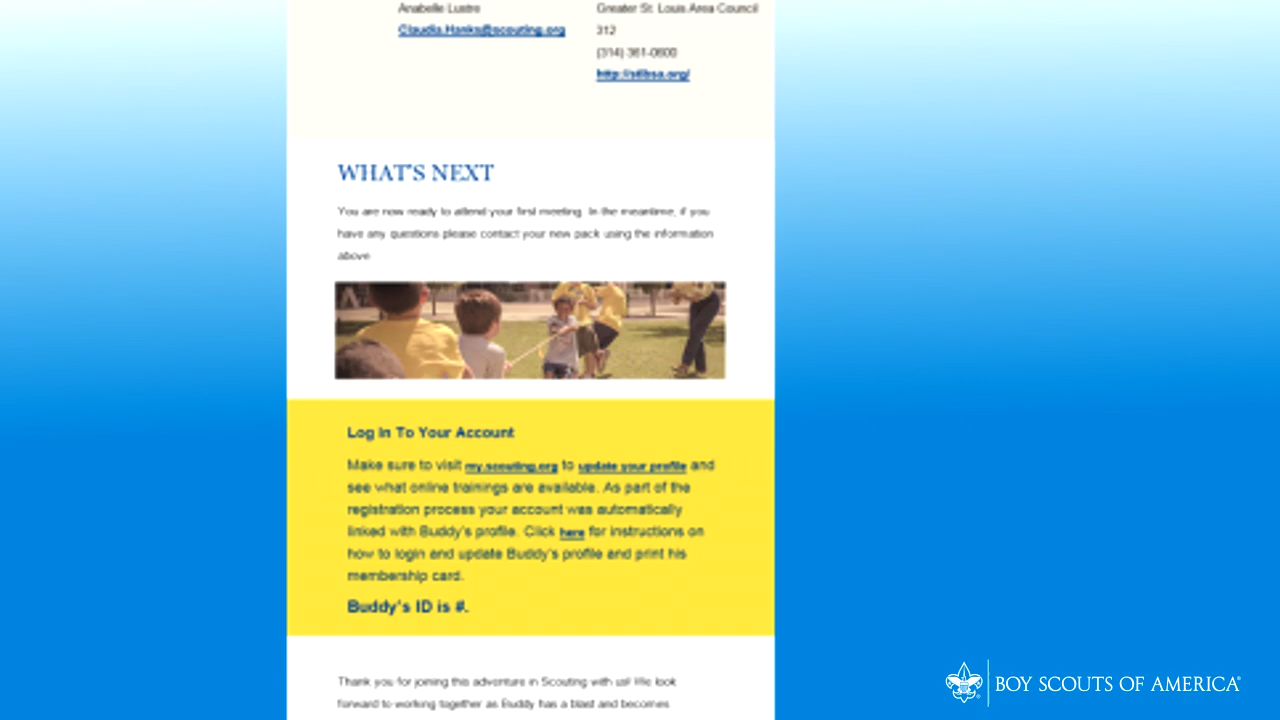 Anabelle Lustre
Claudia.Hanks@scouting.org
Greater St. Louis Area Council
312
(314) 361-0600
http://stlbsa.org/
WHAT'S NEXT
You are now ready to attend your first meeting. In the meantime, if you
have any questions please contact your new pack using the information
above
Log In To Your Account
Make sure to visit my.scouting.org to update your profile and
see what online trainings are available. As part of the
registration process your account was automatically
linked with Buddy's profile. Click here for instructions on
how to login and update Buddy's profile and print his
membership card.
Buddy's ID is #.
Thank you for joining this adventure in Scouting with us! We look
forward to working together as Buddy has a blast and becomes
BOY SCOUTS OF AMERICA®